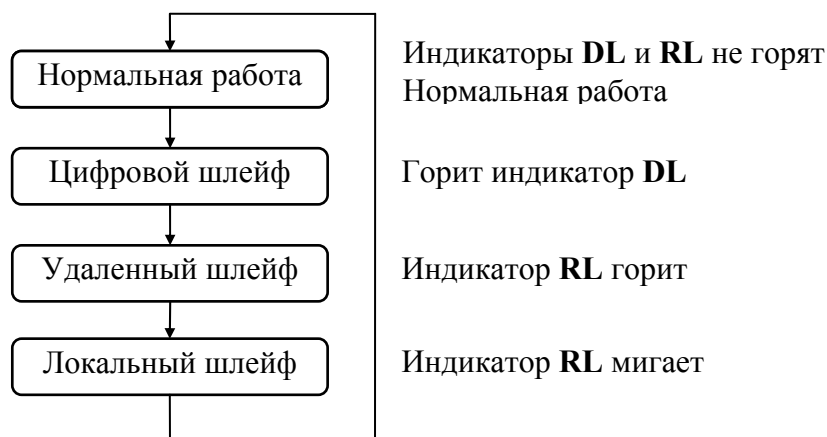 Нормальная работа
Индикаторы DL и RL не горят
Нормальная работа
Цифровой шлейф
Горит индикатор DL
Удаленный шлейф
Индикатор RL горит
Локальный шлейф
Индикатор RL мигает